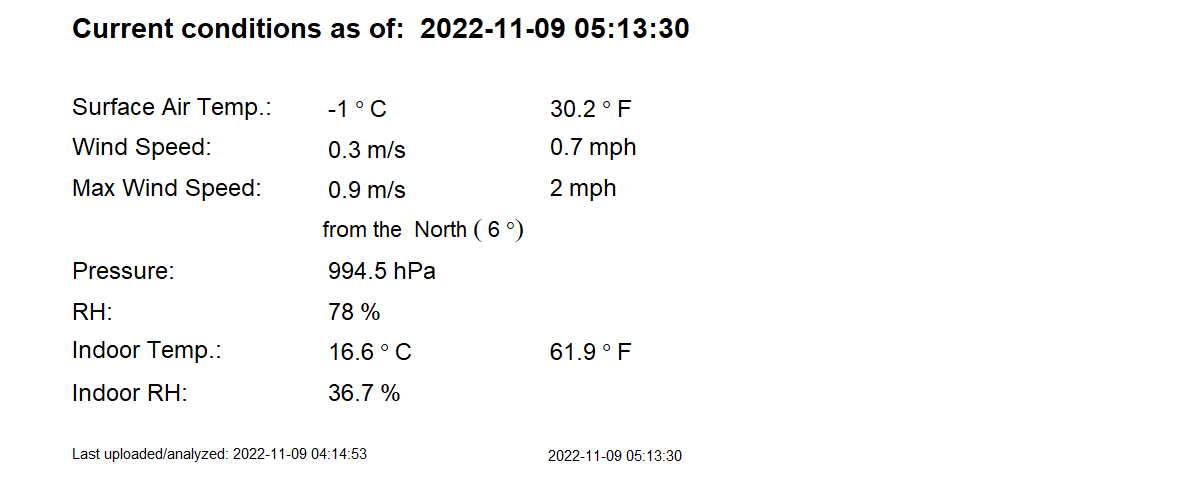 Current conditions as of:  2022-11-09 05:13:30
Surface Air Temp.: -1 ° C 30.2 ° F
Wind Speed: 0.3 m/s 0.7 mph
Max Wind Speed: 0.9 m/s 2 mph
from the  North ( 6 °)
Pressure: 994.5 hPa
RH: 78 %
Indoor Temp.: 16.6 ° C 61.9 ° F
Indoor RH: 36.7 %
Last uploaded/analyzed: 2022-11-09 04:14:53 2022-11-09 05:13:30